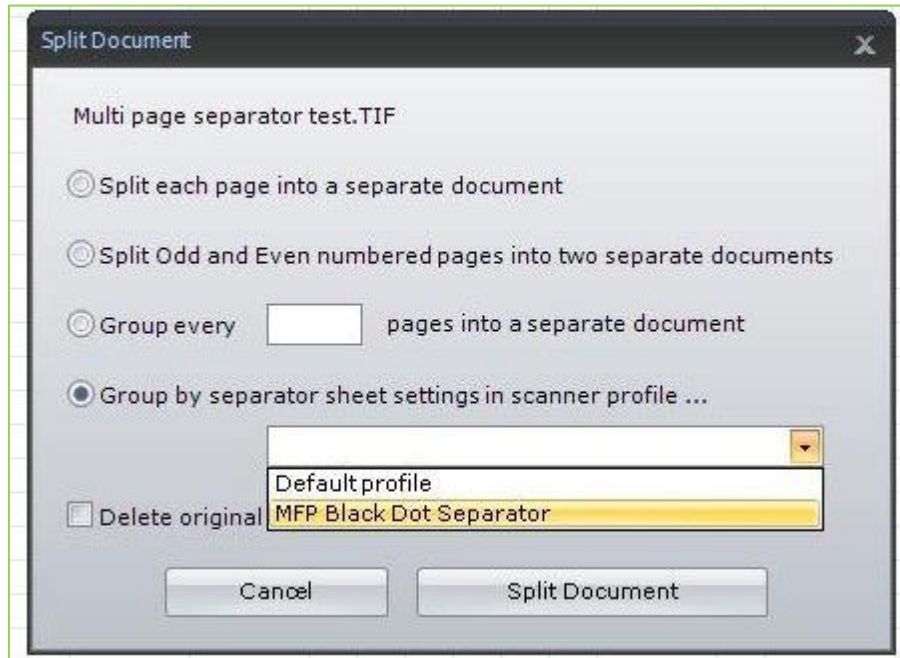 Split Document
x
Multi page separator test.TIF
Split each page into a separate document
Split Odd and Even numbered pages into two separate documents
Group every pages into a separate document
Group by separator sheet settings in scanner profile ...
Default profile
Delete original MFP Black Dot Separator
Cancel Split Document